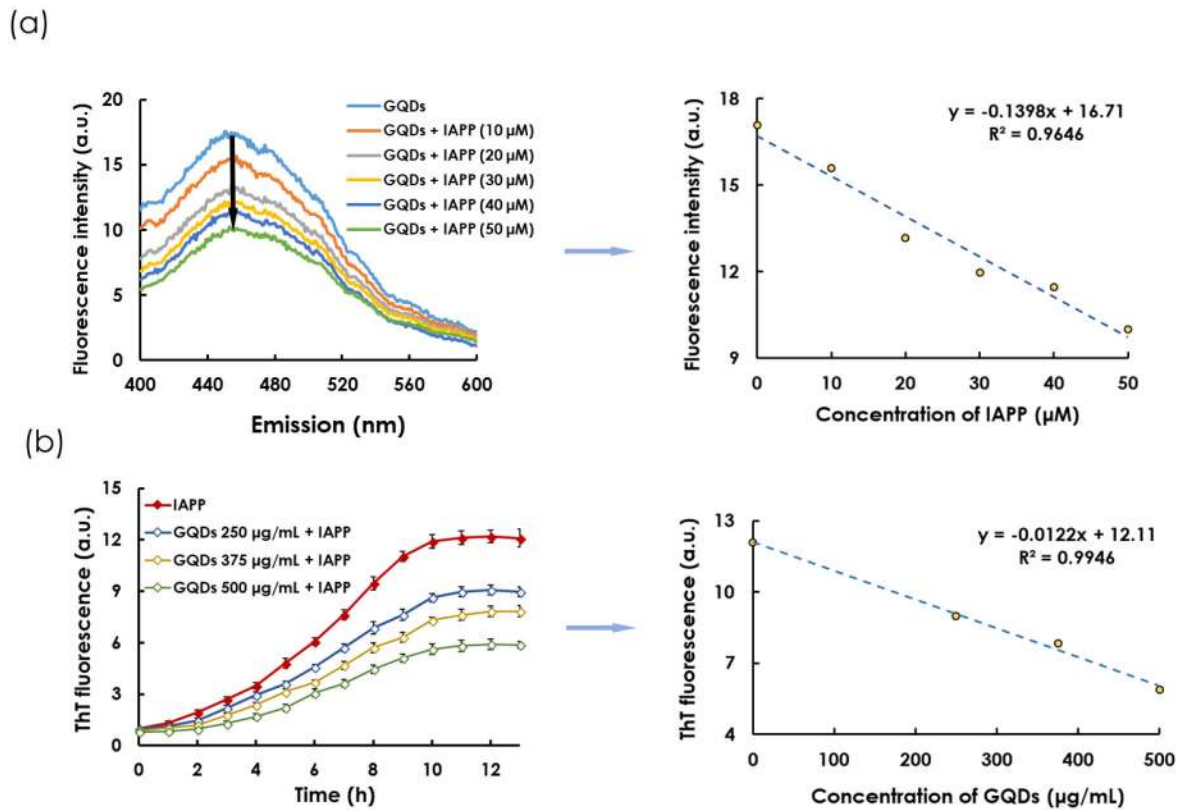 (a)
Fluorescence intensity (a.u.)
20
15
10
5
0
400 440 480 520 560 600
Emission (nm)
GQDs
GQDs + IAPP (10 µM)
GQDs + IAPP (20 µM)
GQDs + IAPP (30 µM)
GQDs + IAPP (40 µM)
GQDs + IAPP (50 µM)
Fluorescence intensity (a.u.)
18
15
12
9
0 10 20 30 40 50
Concentration of IAPP (µM)
y = -0.1398x + 16.71
R² = 0.9646
(b)
ThT fluorescence (a.u.)
15
12
9
6
3
0
0 2 4 6 8 10 12
Time (h)
IAPP
GQDs 250 µg/mL + IAPP
GQDs 375 µg/mL + IAPP
GQDs 500 µg/mL + IAPP
ThT fluorescence (a.u.)
13
10
7
4
0 100 200 300 400 500
Concentration of GQDs (µg/mL)
y = -0.0122x + 12.11
R² = 0.9946